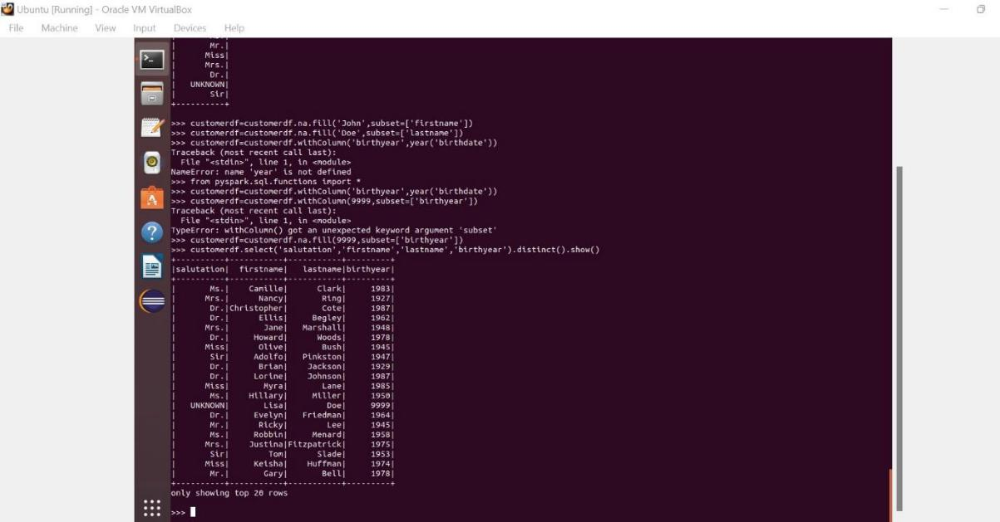 Ubuntu [Running] - Oracle VM VirtualBox
File Machine View Input Devices Help
| Mr.|
| Miss|
| Mrs.|
| Dr.|
| UNKNOWN|
| Sir|
+----------+
>>> customerdf=customerdf.na.fill('John',subset=['firstname'])
>>> customerdf=customerdf.na.fill('Doe',subset=['lastname'])
>>> customerdf=customerdf.withColumn('birthyear',year('birthdate'))
Traceback (most recent call last):
File "<stdin>", line 1, in <module>
NameError: name 'year' is not defined
>>> from pyspark.sql.functions import *
>>> customerdf=customerdf.withColumn('birthyear',year('birthdate'))
>>> customerdf=customerdf.withColumn(9999,subset=['birthyear'])
Traceback (most recent call last):
File "<stdin>", line 1, in <module>
TypeError: withColumn() got an unexpected keyword argument 'subset'
>>> customerdf=customerdf.na.fill(9999,subset=['birthyear'])
>>> customerdf.select('salutation','firstname','lastname','birthyear').distinct().show()
+----------+-----------+-----------+---------+
|salutation| firstname| lastname|birthyear|
+----------+-----------+-----------+---------+
| Ms.| Camille| Clark| 1983|
| Mrs.| Nancy| Ring| 1927|
| Dr.|Christopher| Cote| 1987|
| Dr.| Ellis| Begley| 1962|
| Mrs.| Jane| Marshall| 1948|
| Dr.| Howard| Woods| 1978|
| Miss| Olive| Bush| 1945|
| Sir| Adolfo| Pinkston| 1947|
| Dr.| Brian| Jackson| 1929|
| Dr.| Lorine| Johnson| 1987|
| Miss| Myra| Lane| 1985|
| Ms.| Hillary| Miller| 1950|
| UNKNOWN| Lisa| Doe| 9999|
| Dr.| Evelyn| Friedman| 1964|
| Mr.| Ricky| Lee| 1945|
| Ms.| Robbin| Menard| 1958|
| Mrs.| Justina|Fitzpatrick| 1975|
| Sir| Tom| Slade| 1953|
| Miss| Keisha| Huffman| 1974|
| Mr.| Gary| Bell| 1978|
+----------+-----------+-----------+---------+
only showing top 20 rows
>>>